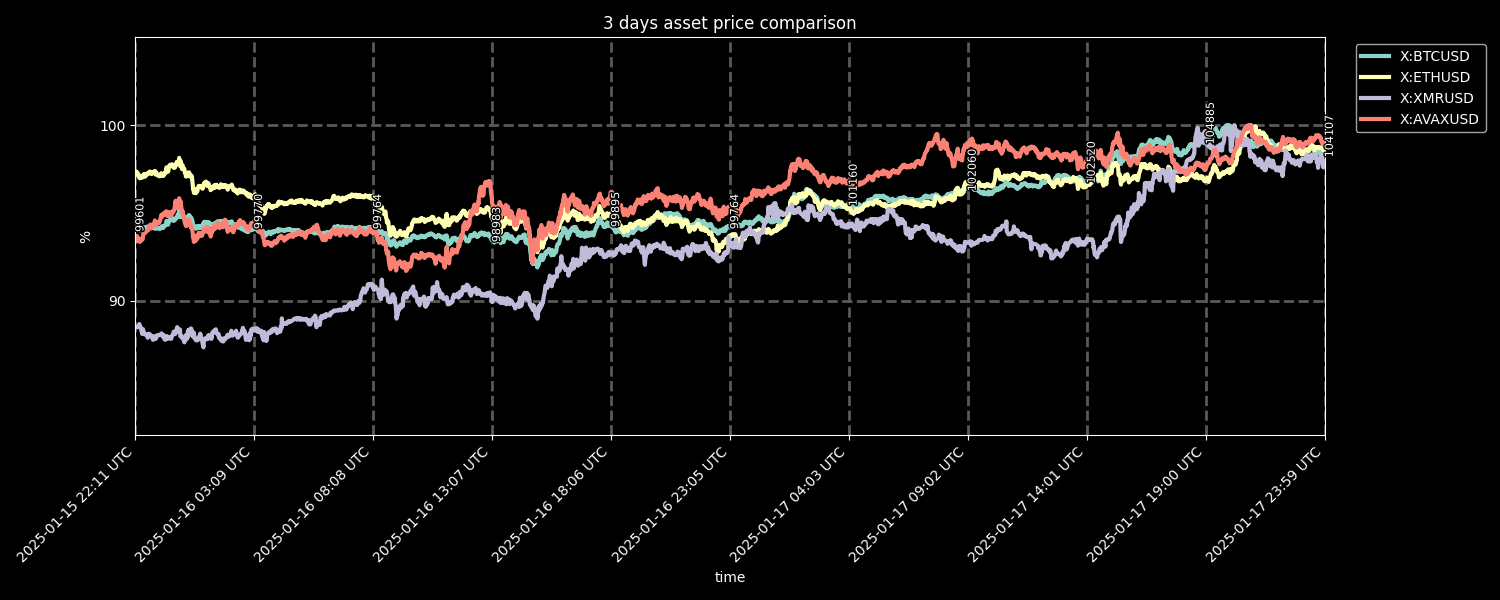 3 days asset price comparison
X:BTCUSD
X:ETHUSD
X:XMRUSD
X:AVAXUSD
100
90
%
99601
99770
99764
98983
99895
99764
101160
102060
102520
104885
104107
2025-01-15 22:11 UTC
2025-01-16 03:09 UTC
2025-01-16 08:08 UTC
2025-01-16 13:07 UTC
2025-01-16 18:06 UTC
2025-01-16 23:05 UTC
2025-01-17 04:03 UTC
2025-01-17 09:02 UTC
2025-01-17 14:01 UTC
2025-01-17 19:00 UTC
2025-01-17 23:59 UTC
time